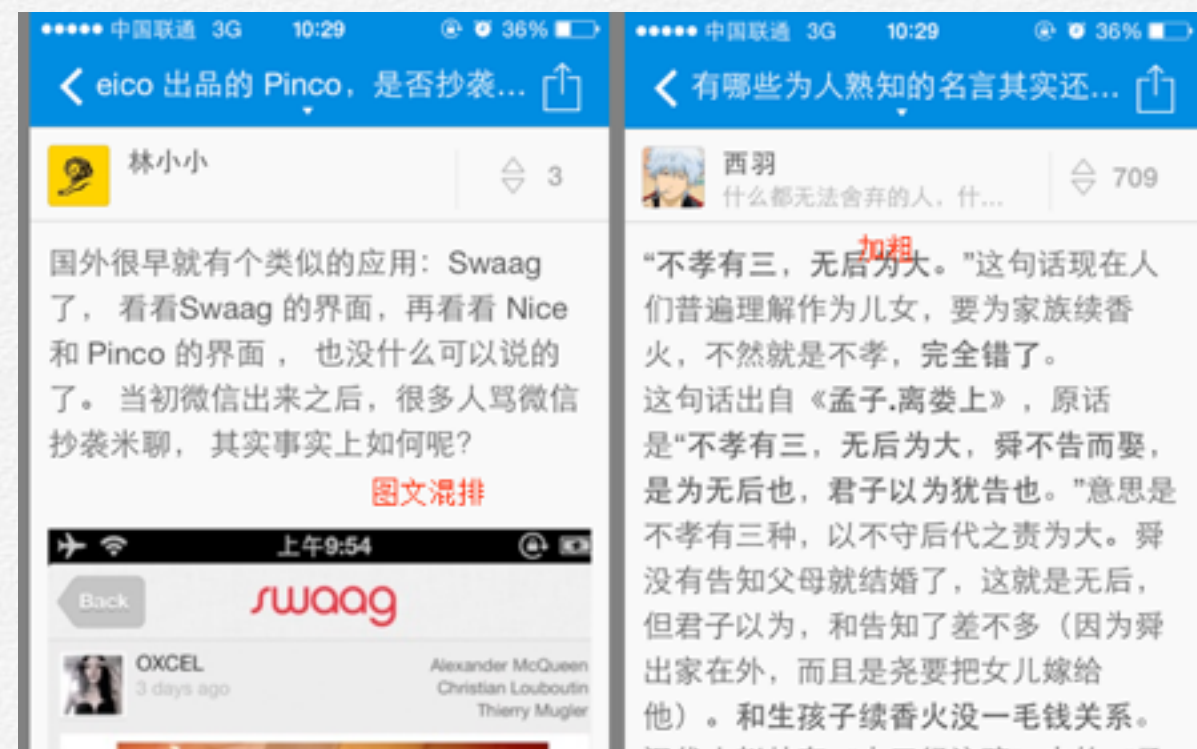 中国联通 3G 10:29 36%
eico 出品的 Pinco，是否抄袭...
林小小
3
国外很早就有个类似的应用：Swaag
了， 看看Swaag 的界面，再看看 Nice
和 Pinco 的界面 ， 也没什么可以说的
了。 当初微信出来之后，很多人骂微信
抄袭米聊， 其实事实上如何呢？
图文混排
上午9:54
Back
swaag
OXCEL
3 days ago
Alexander McQueen
Christian Louboutin
Thierry Mugler
中国联通 3G 10:29 36%
有哪些为人熟知的名言其实还...
西羽
什么都无法舍弃的人，什...
709
加粗
“不孝有三，无后为大。”这句话现在人
们普遍理解作为儿女，要为家族续香
火，不然就是不孝，完全错了。
这句话出自《孟子.离娄上》，原话
是“不孝有三，无后为大，舜不告而娶，
是为无后也，君子以为犹告也。”意思是
不孝有三种，以不守后代之责为大。舜
没有告知父母就结婚了，这就是无后，
但君子以为，和告知了差不多（因为舜
出家在外，而且是尧要把女儿嫁给
他）。和生孩子续香火没一毛钱关系。